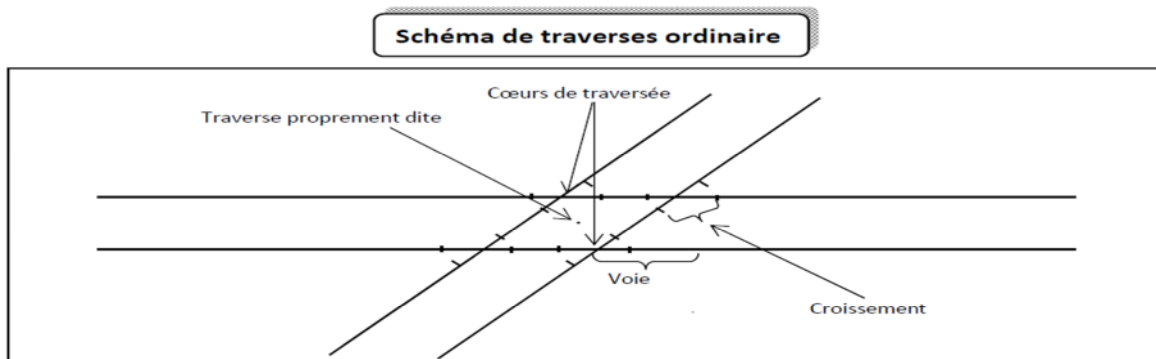 Schéma de traverses ordinaire
Cœurs de traversée
Traverse proprement dite
Voie
Croissement